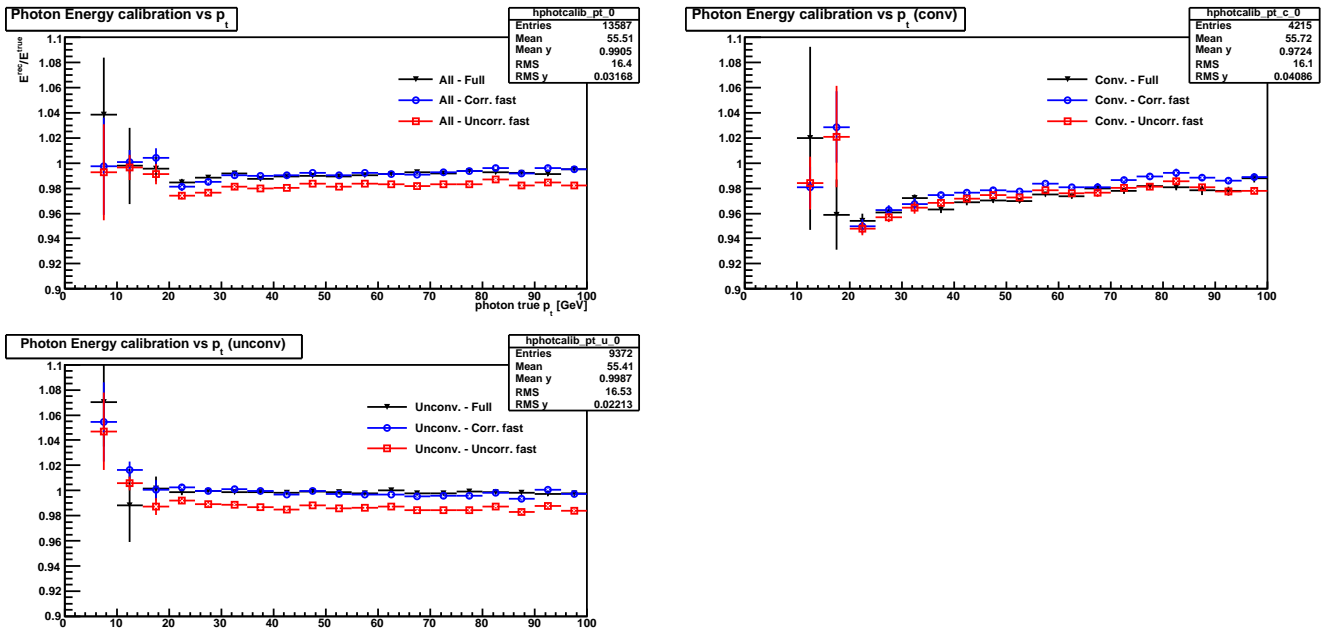 Photon Energy calibration vs p_t
hphotcalib_pt_0
Entries 13587
Mean 55.51
Mean y 0.9905
RMS 16.4
RMS y 0.03168
E^rec/E^true
All - Full
All - Corr. fast
All - Uncorr. fast
1.1
1.08
1.06
1.04
1.02
1
0.98
0.96
0.94
0.92
0.9
0 10 20 30 40 50 60 70 80 90 100
photon true p_t [GeV]
Photon Energy calibration vs p_t (conv)
hphotcalib_pt_c_0
Entries 4215
Mean 55.72
Mean y 0.9724
RMS 16.1
RMS y 0.04086
Conv. - Full
Conv. - Corr. fast
Conv. - Uncorr. fast
1.1
1.08
1.06
1.04
1.02
1
0.98
0.96
0.94
0.92
0.9
0 10 20 30 40 50 60 70 80 90 100
Photon Energy calibration vs p_t (unconv)
hphotcalib_pt_u_0
Entries 9372
Mean 55.41
Mean y 0.9987
RMS 16.53
RMS y 0.02213
Unconv. - Full
Unconv. - Corr. fast
Unconv. - Uncorr. fast
1.1
1.08
1.06
1.04
1.02
1
0.98
0.96
0.94
0.92
0.9
0 10 20 30 40 50 60 70 80 90 100